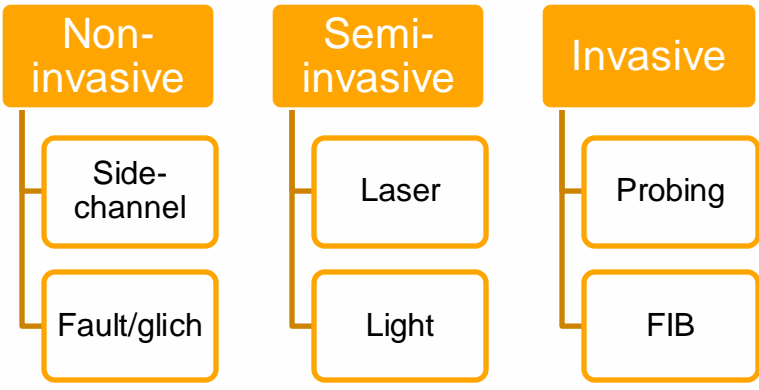 Non-
invasive
Side-
channel
Fault/glich
Semi-
invasive
Laser
Light
Invasive
Probing
FIB